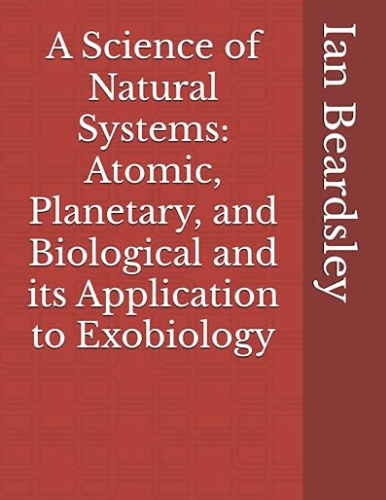 A Science of
Natural
Systems:
Atomic,
Planetary, and
Biological and
its Application
to Exobiology
Ian Beardsley